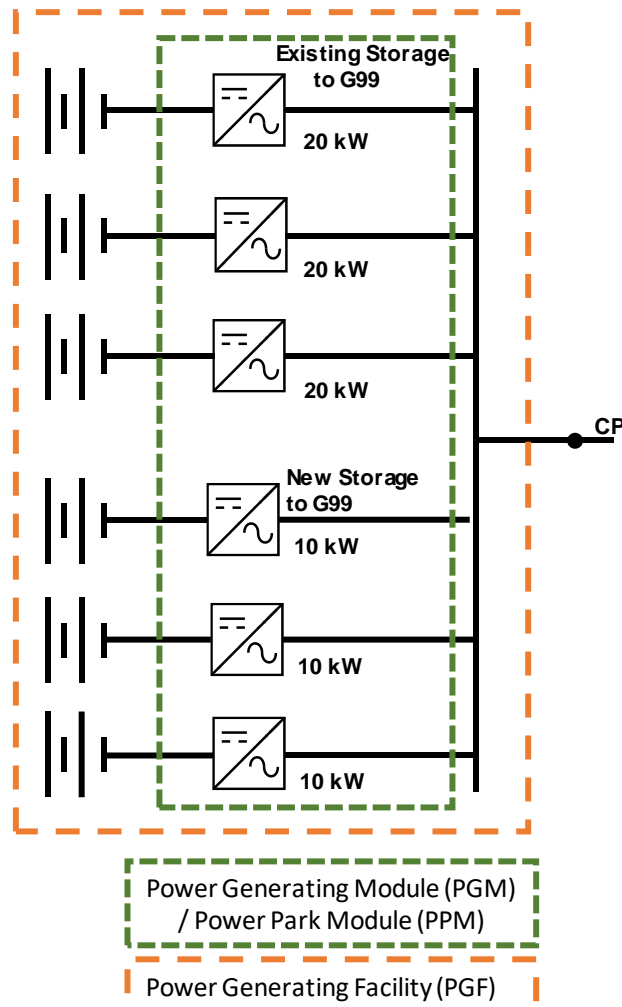 Existing Storage
to G99
20 kW
20 kW
20 kW
CP
New Storage
to G99
10 kW
10 kW
10 kW
Power Generating Module (PGM)
/ Power Park Module (PPM)
Power Generating Facility (PGF)